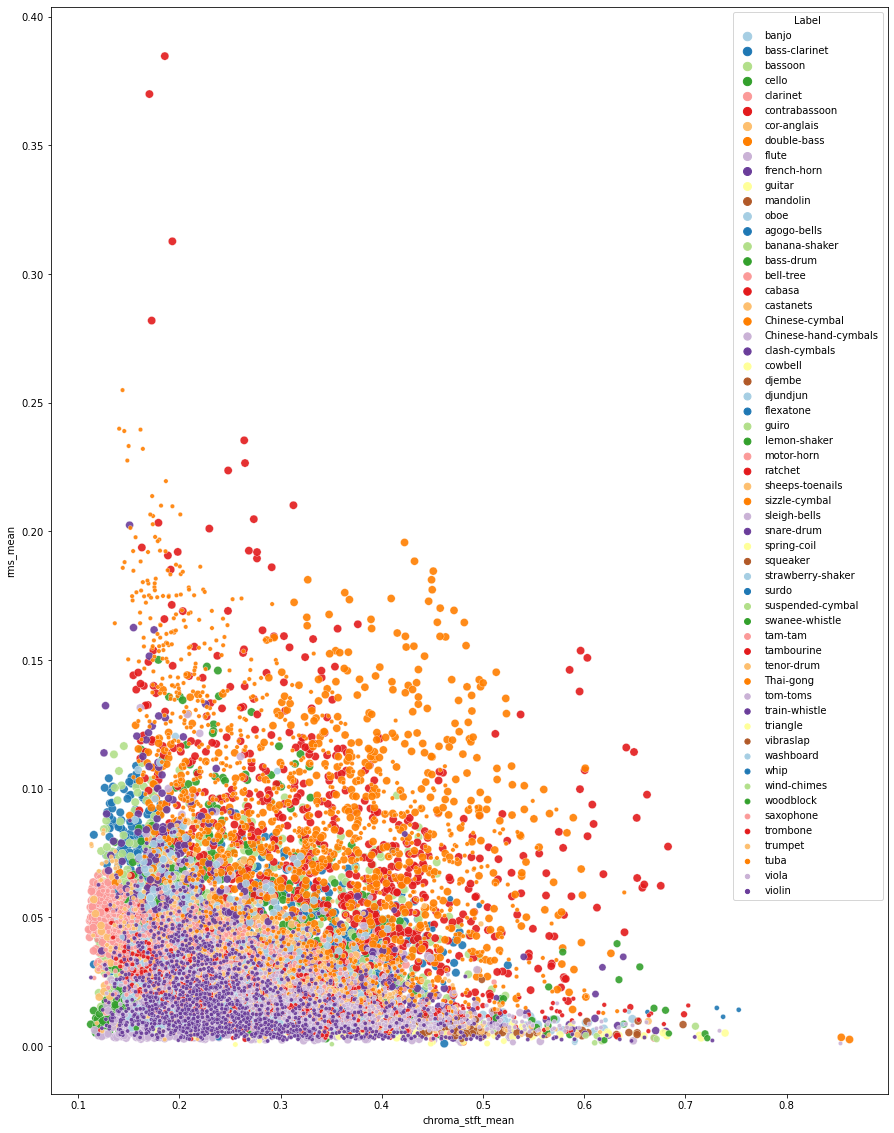 Label
banjo
bass-clarinet
bassoon
cello
clarinet
contrabassoon
cor-anglais
double-bass
flute
french-horn
guitar
mandolin
oboe
agogo-bells
banana-shaker
bass-drum
bell-tree
cabasa
castanets
Chinese-cymbal
Chinese-hand-cymbals
clash-cymbals
cowbell
djembe
djundjun
flexatone
guiro
lemon-shaker
motor-horn
ratchet
sheeps-toenails
sizzle-cymbal
sleigh-bells
snare-drum
spring-coil
squeaker
strawberry-shaker
surdo
suspended-cymbal
swanee-whistle
tam-tam
tambourine
tenor-drum
Thai-gong
tom-toms
train-whistle
triangle
vibraslap
washboard
whip
wind-chimes
woodblock
saxophone
trombone
trumpet
tuba
viola
violin
rms_mean
0.40
0.35
0.30
0.25
0.20
0.15
0.10
0.05
0.00
0.1 0.2 0.3 0.4 0.5 0.6 0.7 0.8
chroma_stft_mean